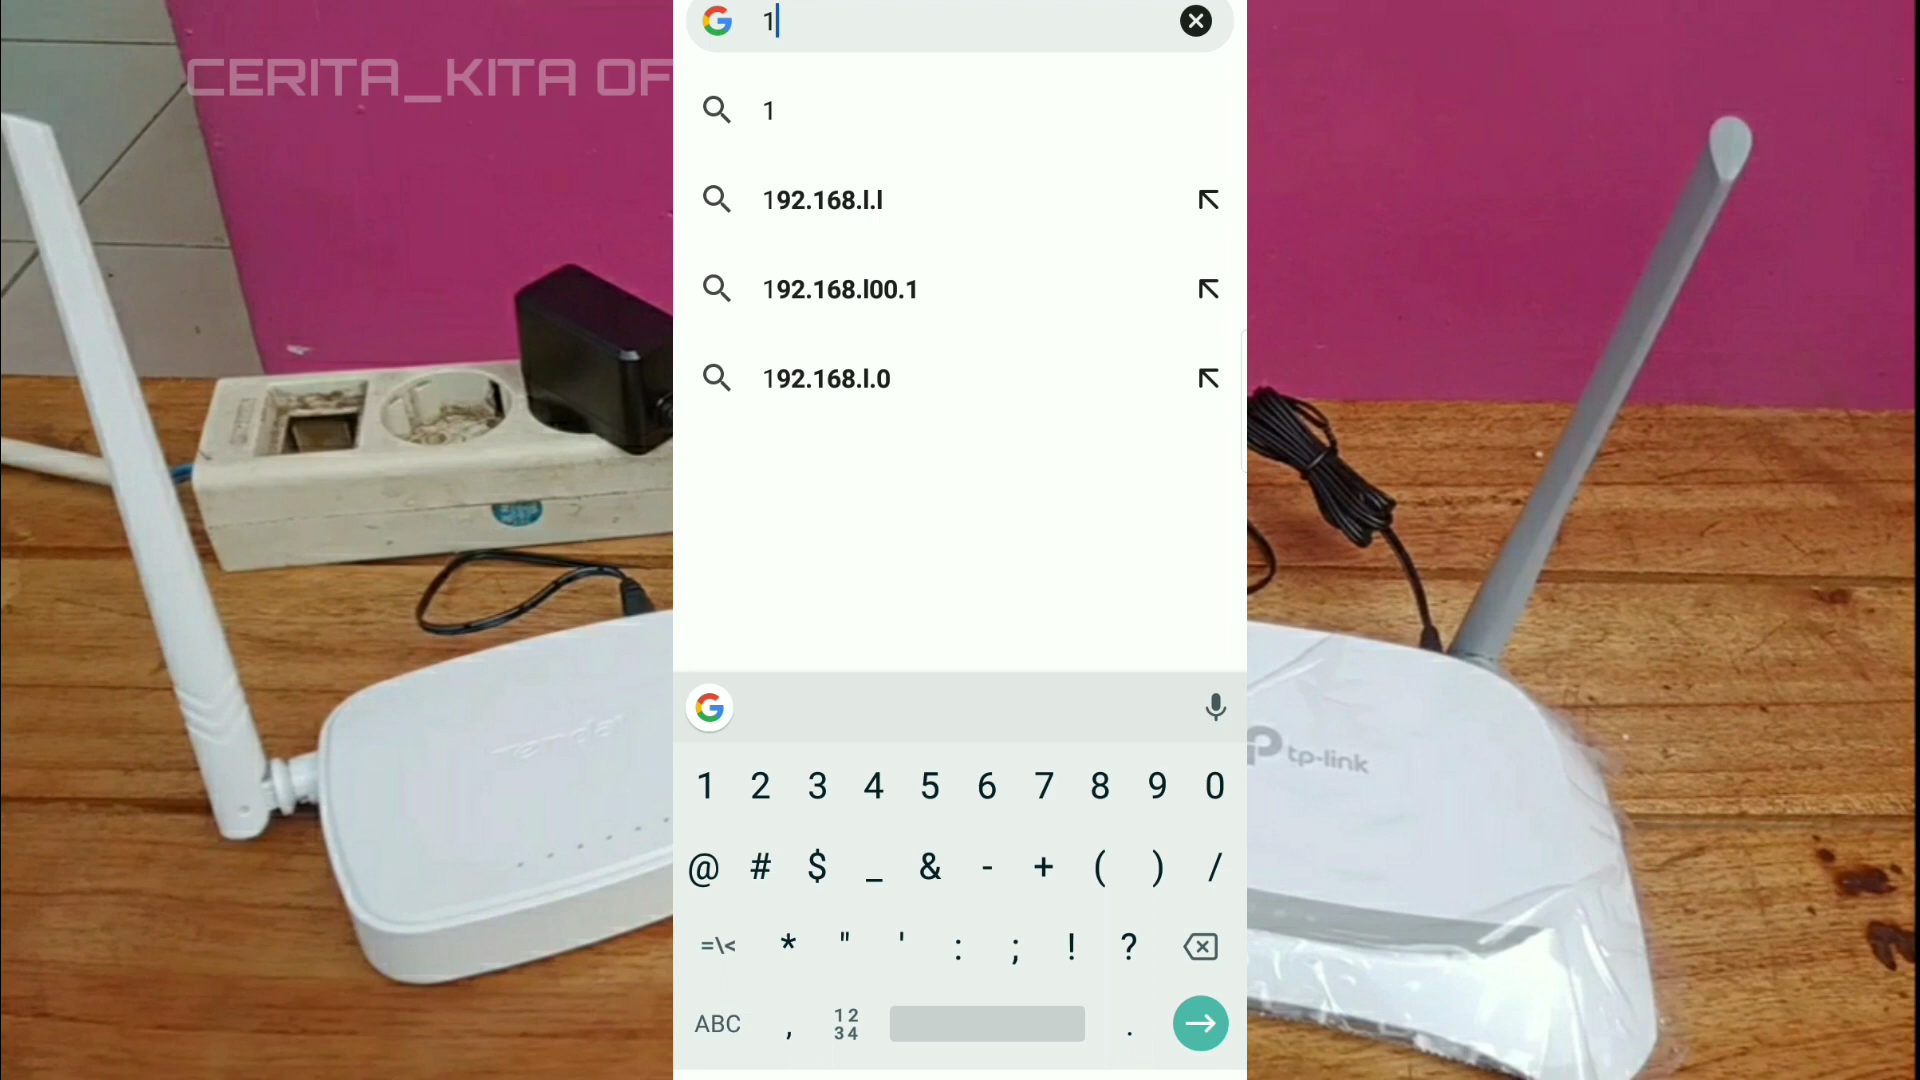 CERITA_KITA OF
1
1
192.168.l.l
192.168.l00.1
192.168.l.0
Tenda
tp-link
1 2 3 4 5 6 7 8 9 0
@ # $ _ & - + ( ) /
=\< * " ' : ; ! ?
ABC , 12 34 .